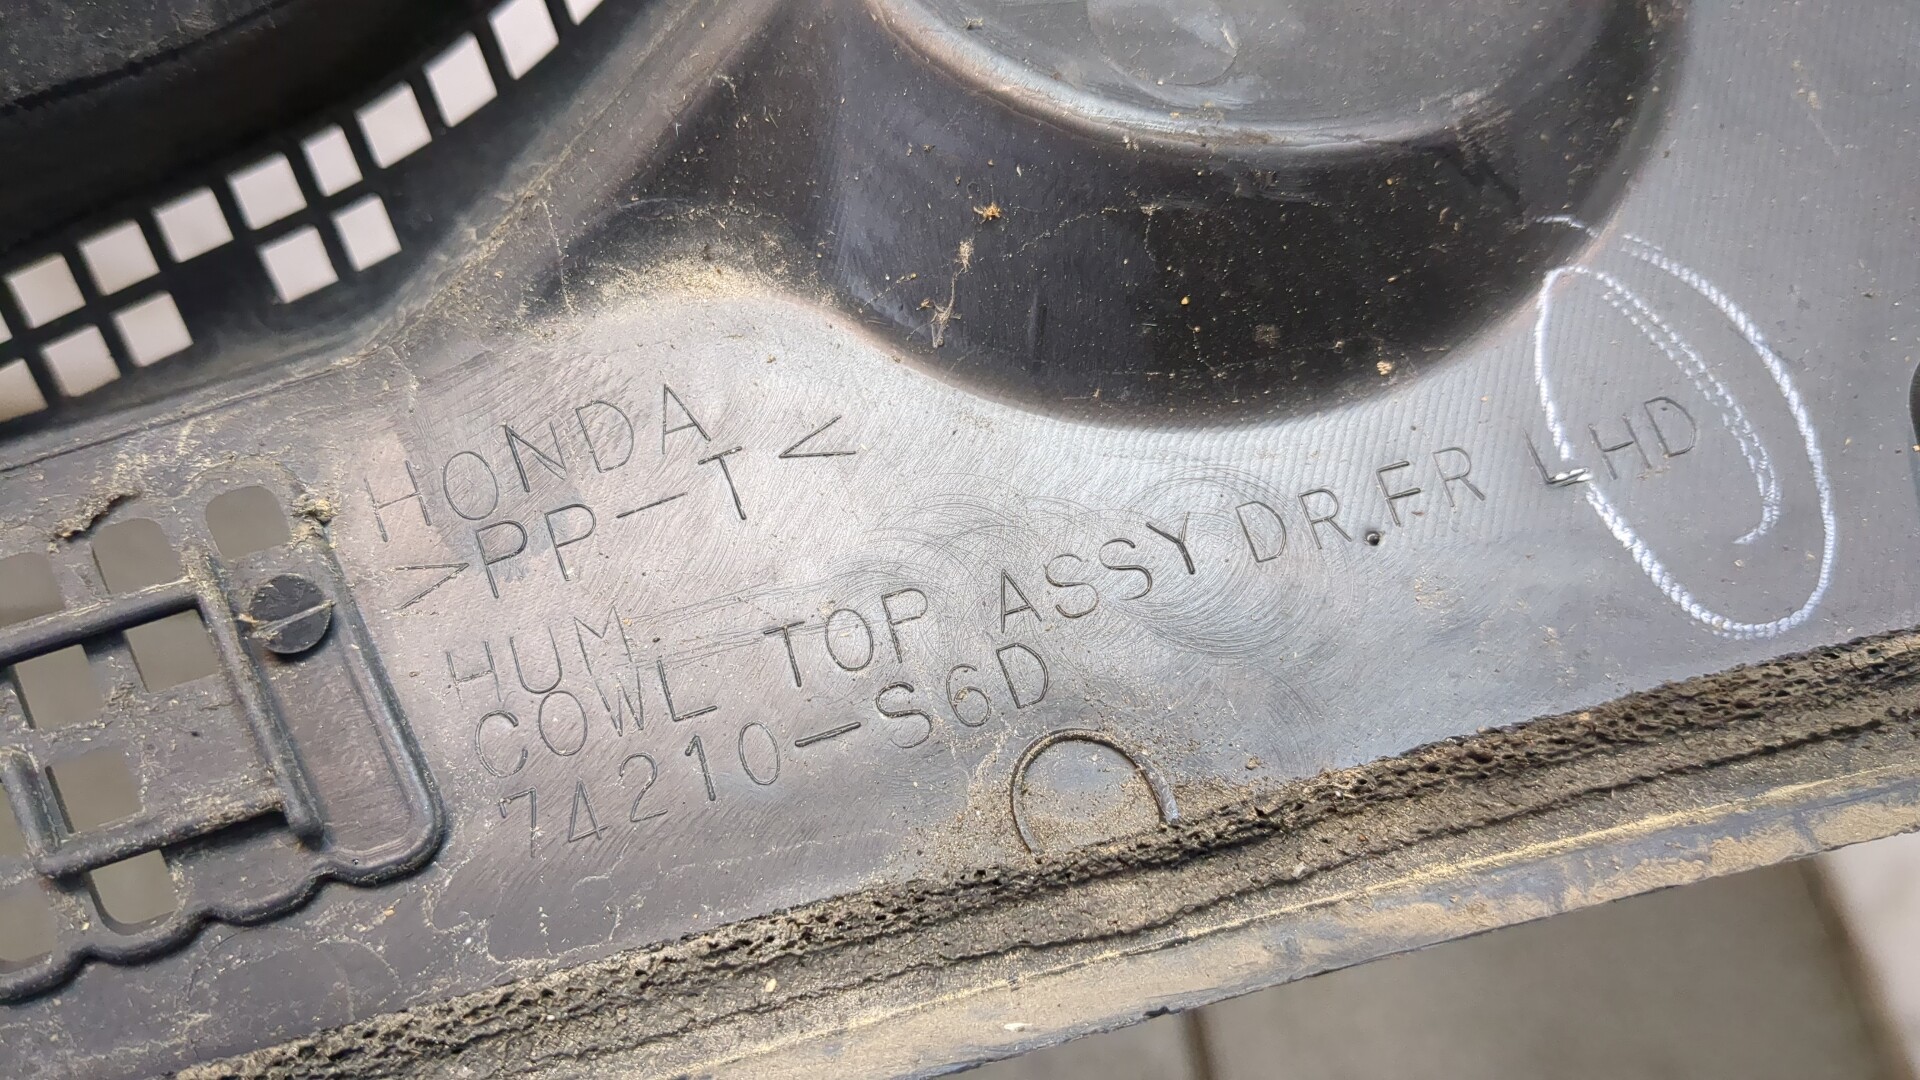 HONDA
>PP-T<
HUM
COWL TOP ASSY DR.FR LHD
74210-S6D